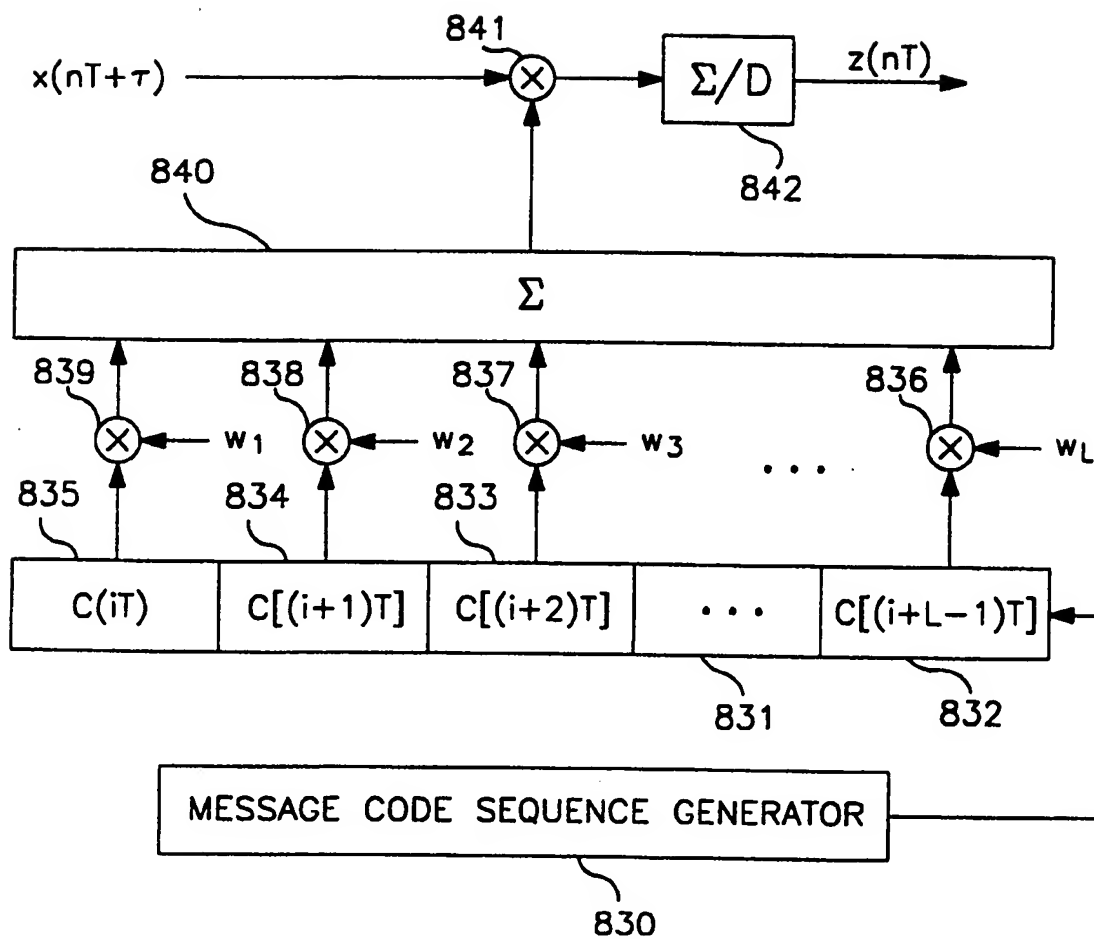 841
x(nT+τ)
Σ/D
z(nT)
842
840
Σ
839
838
837
836
w1
w2
w3
...
wL
835
834
833
C(iT)
C[(i+1)T]
C[(i+2)T]
...
C[(i+L-1)T]
831
832
MESSAGE CODE SEQUENCE GENERATOR
830